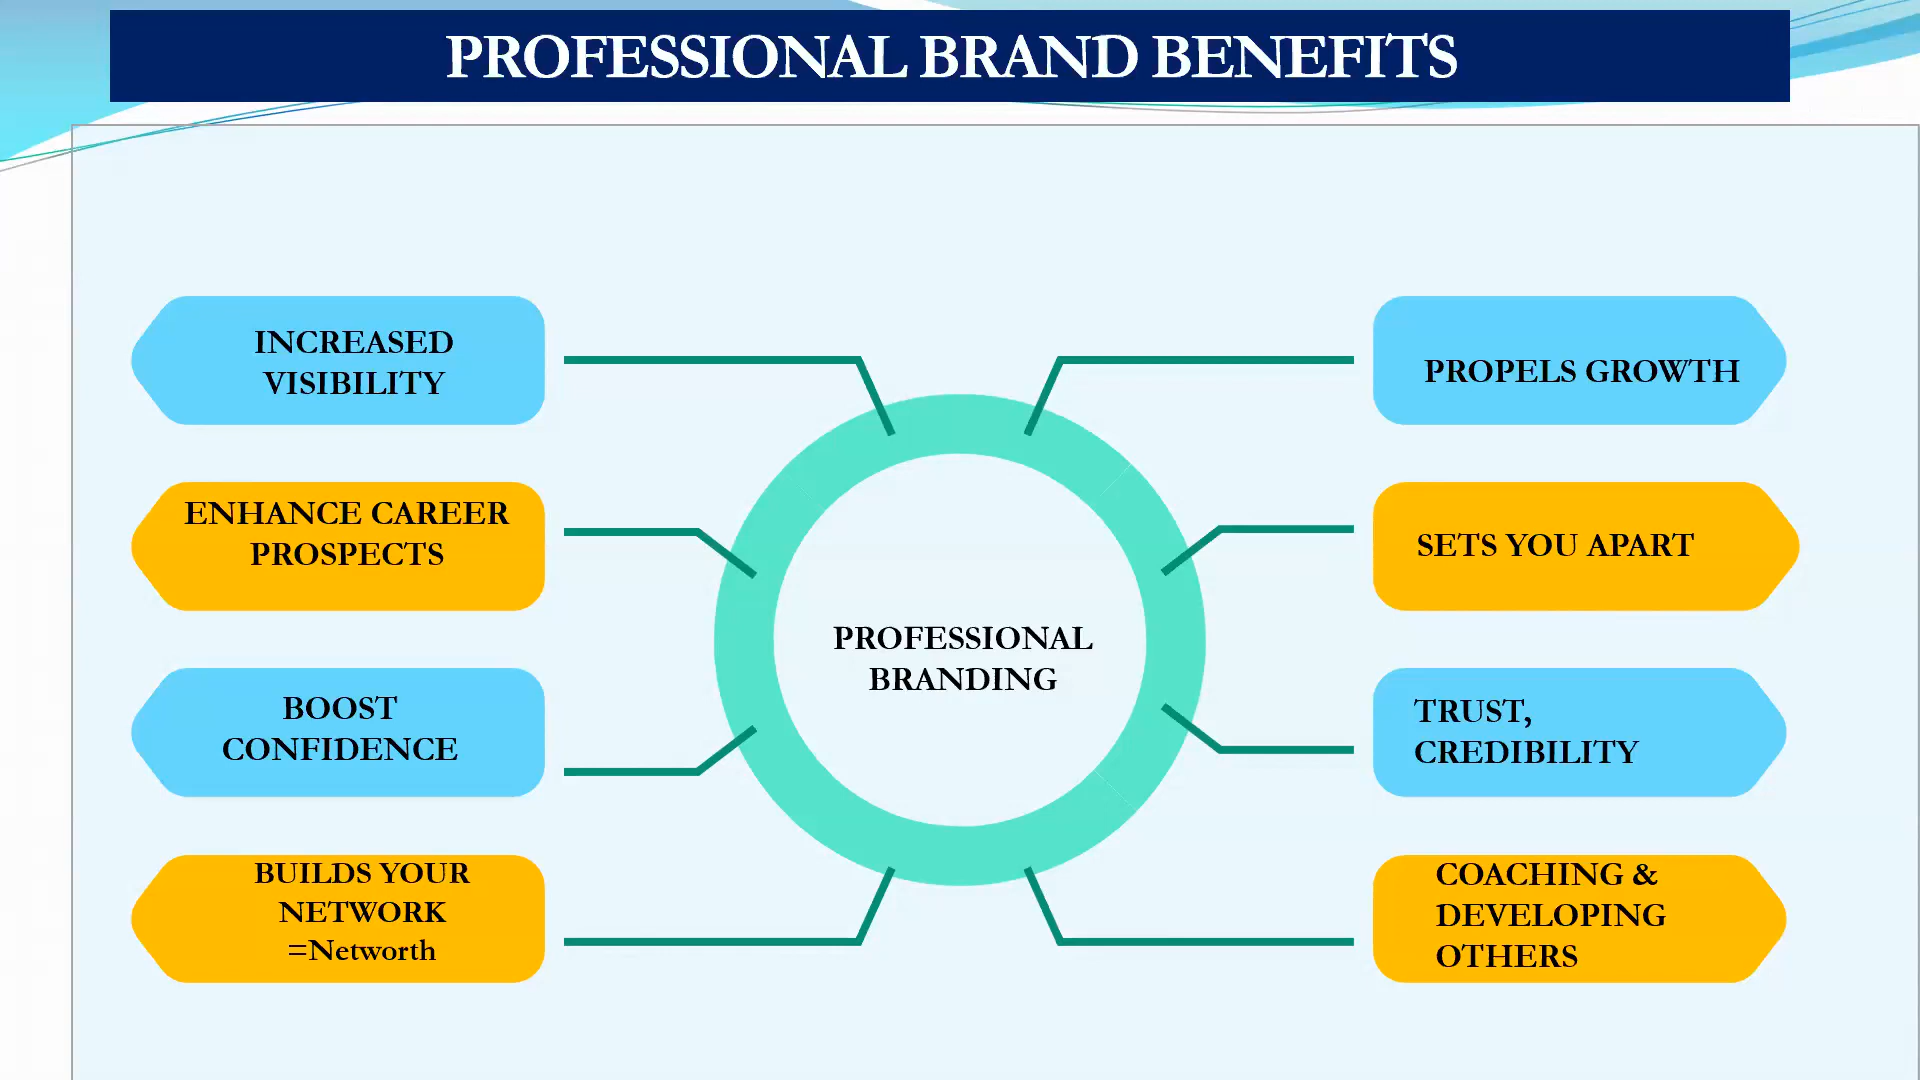 PROFESSIONAL BRAND BENEFITS
INCREASED
VISIBILITY
ENHANCE CAREER
PROSPECTS
BOOST
CONFIDENCE
BUILDS YOUR
NETWORK
=Networth
PROFESSIONAL
BRANDING
PROPELS GROWTH
SETS YOU APART
TRUST,
CREDIBILITY
COACHING &
DEVELOPING
OTHERS